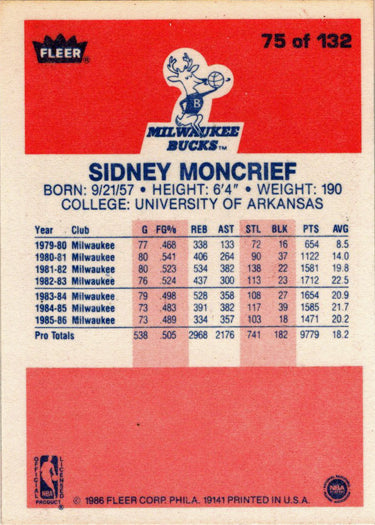 FLEER
75 of 132
B
MILWAUKEE
BUCKS™
SIDNEY MONCRIEF
BORN: 9/21/57 • HEIGHT: 6'4" • WEIGHT: 190
COLLEGE: UNIVERSITY OF ARKANSAS
Year Club G FG% REB AST STL BLK PTS AVG
1979-80 Milwaukee 77 .468 338 133 72 16 654 8.5
1980-81 Milwaukee 80 .541 406 264 90 37 1122 14.0
1981-82 Milwaukee 80 .523 534 382 138 22 1581 19.8
1982-83 Milwaukee 76 .524 437 300 113 23 1712 22.5
1983-84 Milwaukee 79 .498 528 358 108 27 1654 20.9
1984-85 Milwaukee 73 .483 391 382 117 39 1585 21.7
1985-86 Milwaukee 73 .489 334 357 103 18 1471 20.2
Pro Totals 538 .505 2968 2176 741 182 9779 18.2
OFFICIAL LICENSED
NBA
PRODUCT
NBA
© 1986 FLEER CORP. PHILA. 19141 PRINTED IN U.S.A.